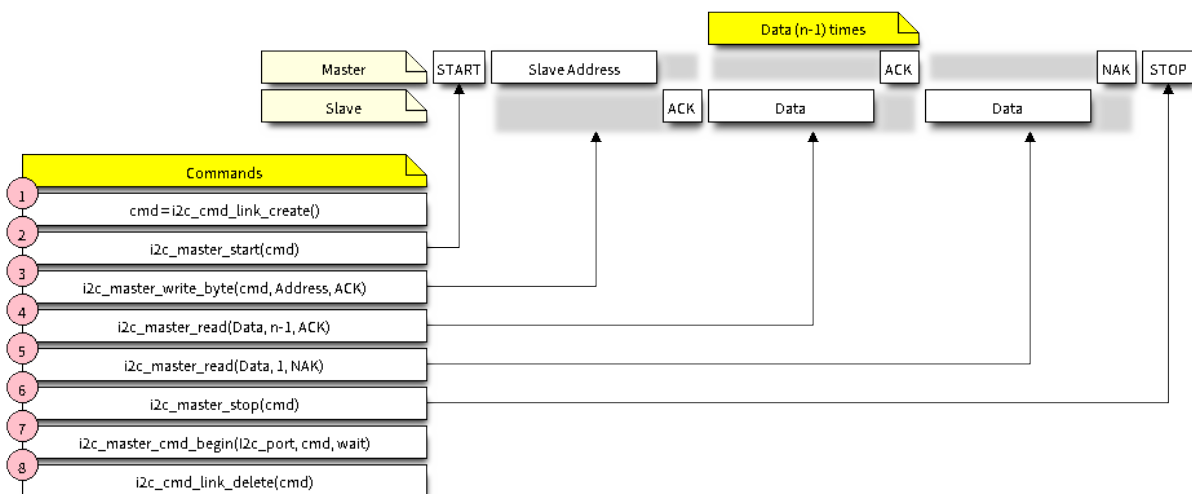 Data (n-1) times
Master START Slave Address ACK NAK STOP
Slave ACK Data Data
Commands
1
cmd=i2c_cmd_link_create()
2
i2c_master_start(cmd)
3
i2c_master_write_byte(cmd, Address, ACK)
4
i2c_master_read(Data, n-1, ACK)
5
i2c_master_read(Data, 1, NAK)
6
i2c_master_stop(cmd)
7
i2c_master_cmd_begin(I2c_port, cmd, wait)
8
i2c_cmd_link_delete(cmd)